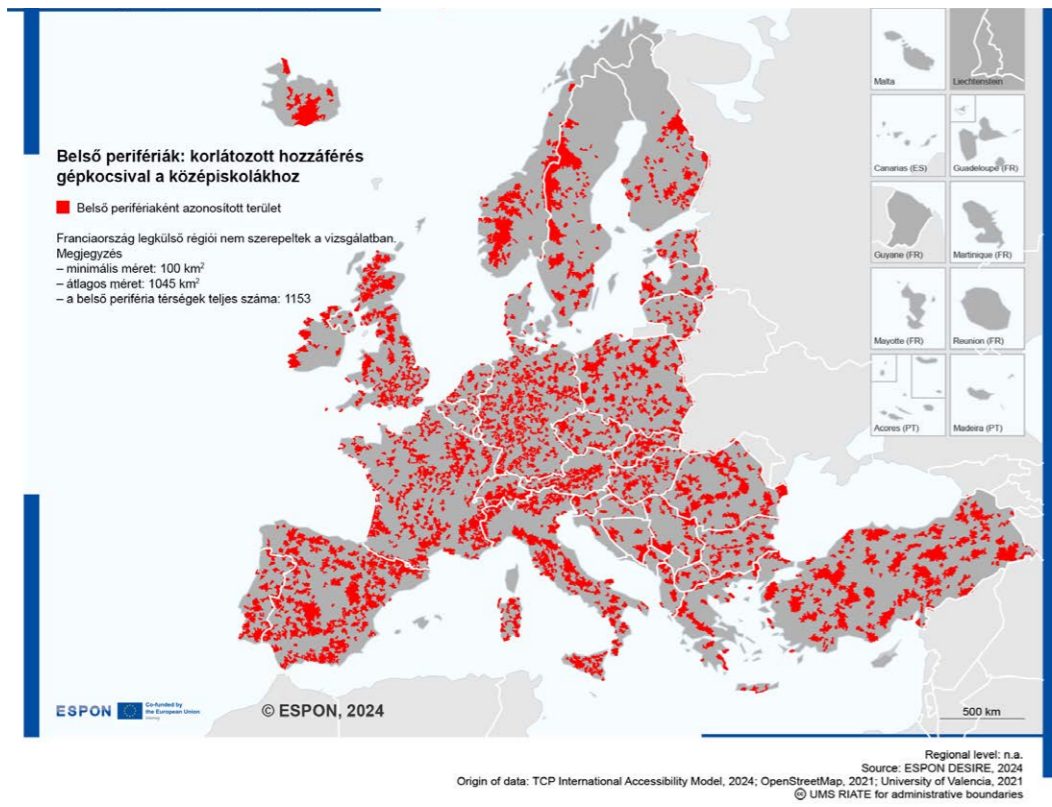 Belső perifériák: korlátozott hozzáférés
gépkocsival a középiskolákhoz
Belső perifériaként azonosított terület
Franciaország legkülső régiói nem szerepeltek a vizsgálatban.
Megjegyzés
– minimális méret: 100 km²
– átlagos méret: 1045 km²
– a belső periféria térségek teljes száma: 1153
Malta
Liechtenstein
Canarias (ES)
Guadeloupe (FR)
Guyane (FR)
Martinique (FR)
Mayotte (FR)
Reunion (FR)
Acores (PT)
Madeira (PT)
ESPON
Co-funded by
the European Union
Interreg
© ESPON, 2024
500 km
Regional level: n.a.
Source: ESPON DESIRE, 2024
Origin of data: TCP International Accessibility Model, 2024; OpenStreetMap, 2021; University of Valencia, 2021
UMS RIATE for administrative boundaries